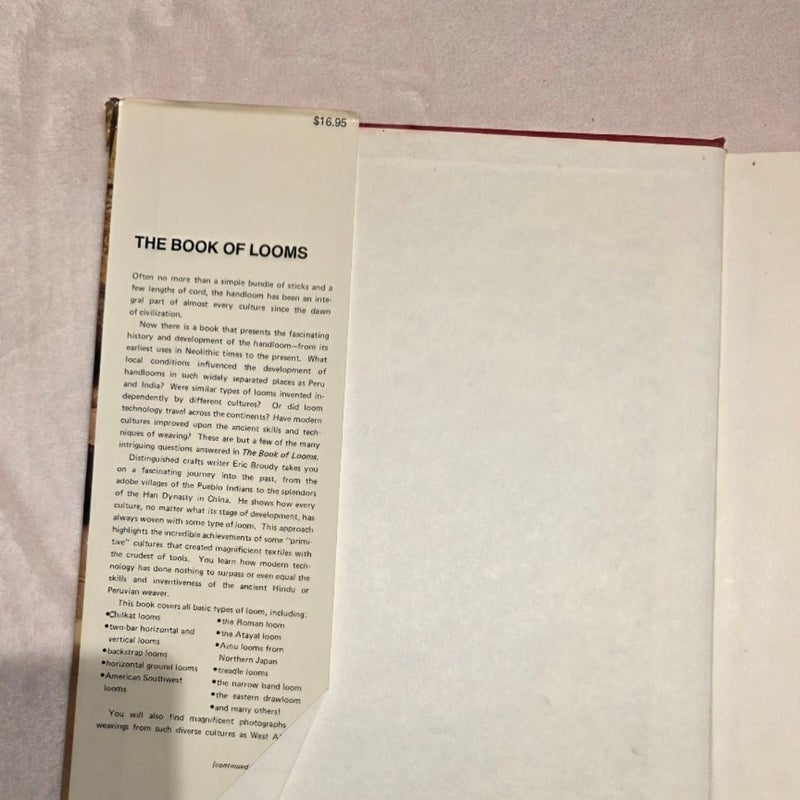 $16.95
THE BOOK OF LOOMS
Often no more than a simple bundle of sticks and a
few lengths of cord, the handloom has been an inte-
gral part of almost every culture since the dawn
of civilization.
Now there is a book that presents the fascinating
history and development of the handloom—from its
earliest uses in Neolithic times to the present. What
local conditions influenced the development of
handlooms in such widely separated places as Peru
and India? Were similar types of looms invented in-
dependently by different cultures? Or did loom
technology travel across the continents? Have modern
cultures improved upon the ancient skills and tech-
niques of weaving? These are but a few of the many
intriguing questions answered in The Book of Looms.
Distinguished crafts writer Eric Broudy takes you
on a fascinating journey into the past, from the
adobe villages of the Pueblo Indians to the splendors
of the Han Dynasty in China. He shows how every
culture, no matter what its stage of development, has
always woven with some type of loom. This approach
highlights the incredible achievements of some "primi-
tive" cultures that created magnificent textiles with
the crudest of tools. You learn how modern tech-
nology has done nothing to surpass or even equal the
skills and inventiveness of the ancient Hindu or
Peruvian weaver.
This book covers all basic types of loom, including:
•Chilkat looms
•two-bar horizontal and
vertical looms
•backstrap looms
•horizontal ground looms
•American Southwest
looms
•the Roman loom
•the Atayal loom
•Ainu looms from
Northern Japan
•treadle looms
•the narrow band loom
•the eastern drawloom
•and many others!
You will also find magnificent photographs
weavings from such diverse cultures as West
(continued